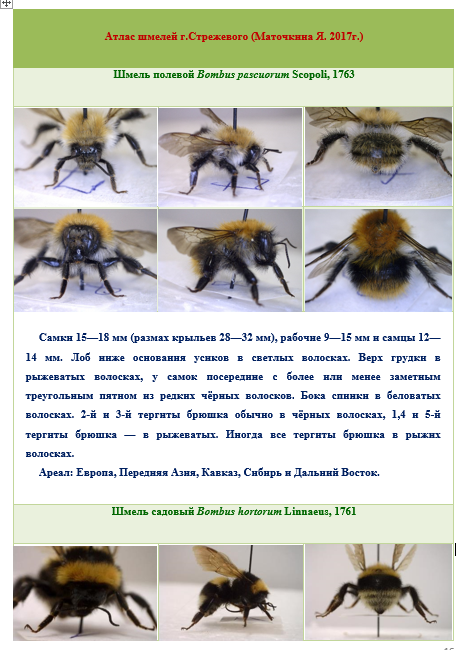 Атлас шмелей г.Стрежевого (Маточкина Я. 2017г.)
Шмель полевой Bombus pascuorum Scopoli, 1763
Самки 15—18 мм (размах крыльев 28—32 мм), рабочие 9—15 мм и самцы 12—
14 мм. Лоб ниже основания усиков в светлых волосках. Верх грудки в
рыжеватых волосках, у самок посредине с более или менее заметным
треугольным пятном из редких чёрных волосков. Бока спинки в беловатых
волосках. 2-й и 3-й тергиты брюшка обычно в чёрных волосках, 1,4 и 5-й
тергиты брюшка — в рыжеватых. Иногда все тергиты брюшка в рыжих
волосках.
Ареал: Европа, Передняя Азия, Кавказ, Сибирь и Дальний Восток.
Шмель садовый Bombus hortorum Linnaeus, 1761